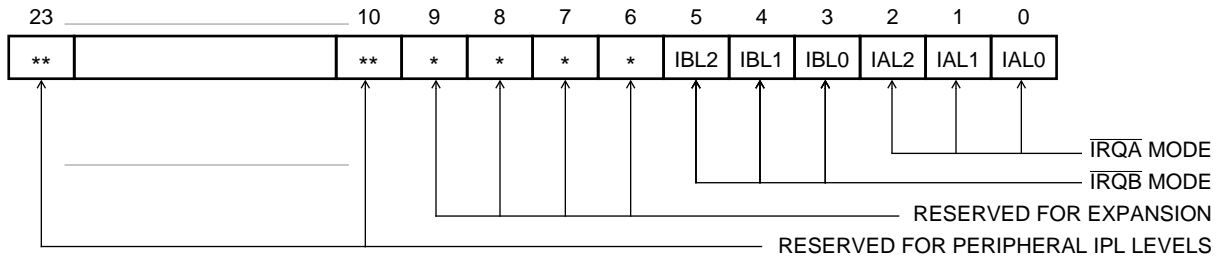 23 10 9 8 7 6 5 4 3 2 1 0
** ** * * * * IBL2 IBL1 IBL0 IAL2 IAL1 IAL0
IRQA MODE
IRQB MODE
RESERVED FOR EXPANSION
RESERVED FOR PERIPHERAL IPL LEVELS